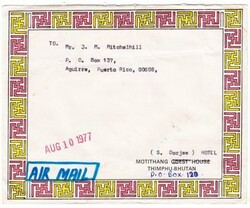 TO,
Mr. J. M. Mitchelhill
P. O. Box 137,
Aguirre, Puerto Rico, 00608,
AUG 10 1977
(S. Dorjee) HOTEL
MOTITHANG GUEST HOUSE
THIMPHU-BHUTAN
P.O. Box 128
AIR MAIL